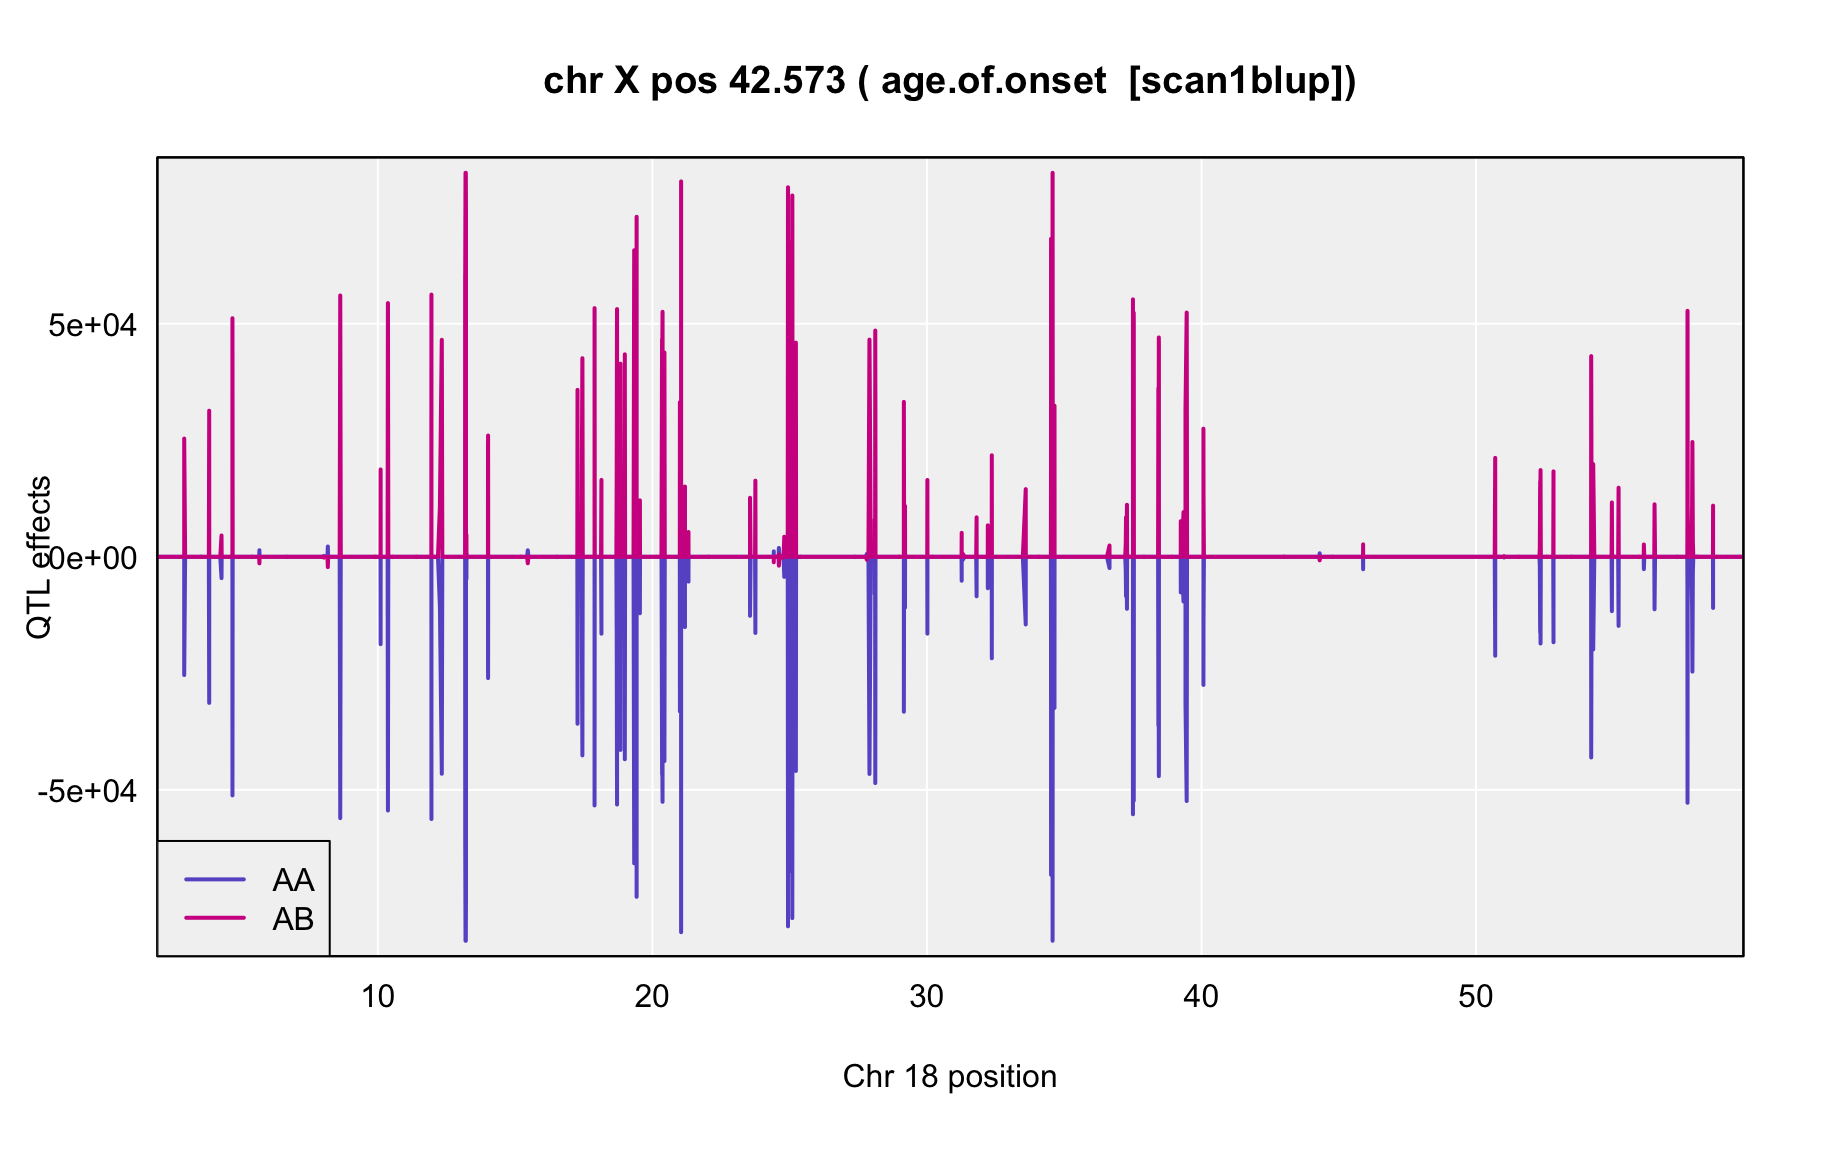 chr X pos 42.573 ( age.of.onset  [scan1blup])
QTL effects
5e+04
0e+00
-5e+04
AA
AB
10 20 30 40 50
Chr 18 position